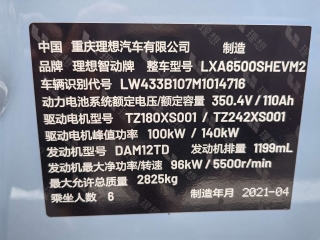 中国 重庆理想汽车有限公司 制造
品牌 理想智动牌 整车型号 LXA6500SHEVM2
车辆识别代号 LW433B107M1014716
动力电池系统额定电压/额定容量 350.4V / 110Ah
驱动电机型号 TZ180XS001 / TZ242XS001
驱动电机峰值功率 100kW / 140kW
发动机型号 DAM12TD 发动机排量 1199mL
发动机最大净功率/转速 96kW / 5500r/min
最大允许总质量 2825kg
乘坐人数 6 制造年月 2021-04